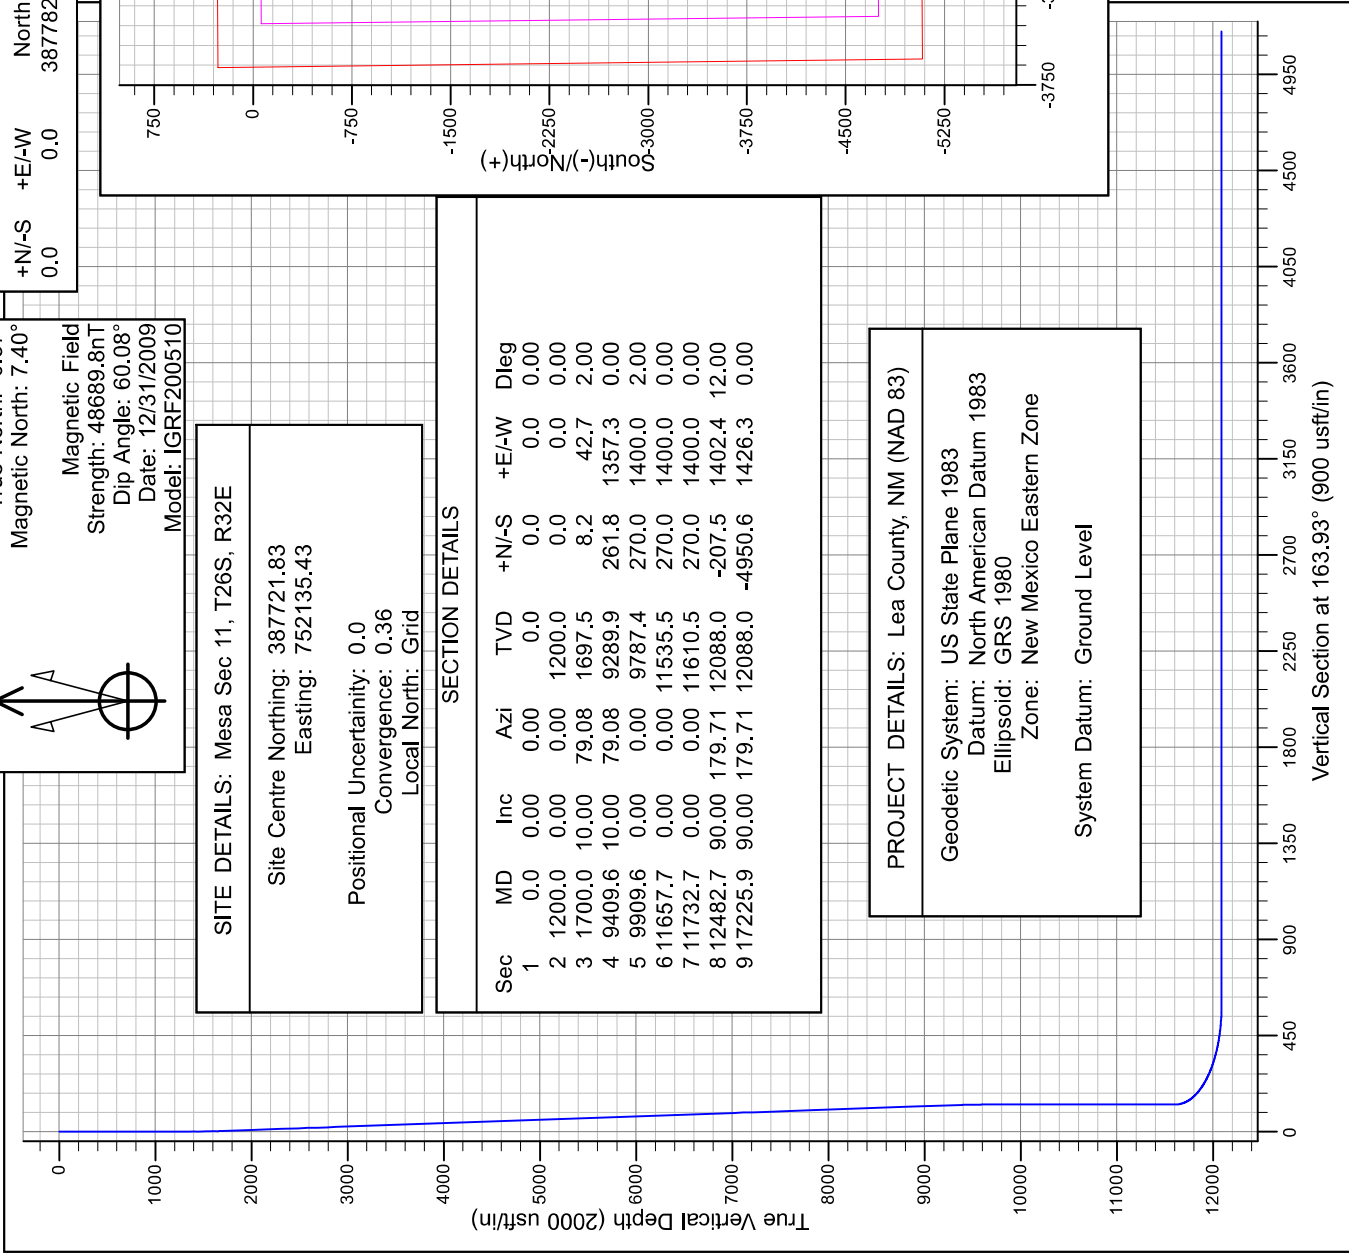 +N/-S +E/-W North
0.0 0.0 387782
Magnetic North: 7.40°
Magnetic Field
Strength: 48689.8nT
Dip Angle: 60.08°
Date: 12/31/2009
Model: IGRF200510
SITE DETAILS: Mesa Sec 11, T26S, R32E
Site Centre Northing: 387721.83
Easting: 752135.43
Positional Uncertainity: 0.0
Convergence: 0.36
Local North: Grid
SECTION DETAILS
Sec MD Inc Azi TVD +N/-S +E/-W Dleg
1 0.0 0.00 0.00 0.0 0.0 0.0 0.00
2 1200.0 0.00 0.00 1200.0 0.0 0.0 0.00
3 1700.0 10.00 79.08 1697.5 8.2 42.7 2.00
4 9409.6 10.00 79.08 9289.9 261.8 1357.3 0.00
5 9909.6 0.00 0.00 9787.4 270.0 1400.0 2.00
6 11657.7 0.00 0.00 11535.5 270.0 1400.0 0.00
7 11732.7 0.00 0.00 11610.5 270.0 1400.0 0.00
8 12482.7 90.00 179.71 12088.0 -207.5 1402.4 12.00
9 17225.9 90.00 179.71 12088.0 -4950.6 1426.3 0.00
PROJECT DETAILS: Lea County, NM (NAD 83)
Geodetic System: US State Plane 1983
Datum: North American Datum 1983
Ellipsoid: GRS 1980
Zone: New Mexico Eastern Zone
System Datum: Ground Level
750
0
-750
-1500
-2250
-3000
-3750
-4500
-5250
South(-)/North(+)
-3750
0
1000
2000
3000
4000
5000
6000
7000
8000
9000
10000
11000
12000
True Vertical Depth (2000 usft/in)
0 450 900 1350 1800 2250 2700 3150 3600 4050 4500 4950
Vertical Section at 163.93° (900 usft/in)